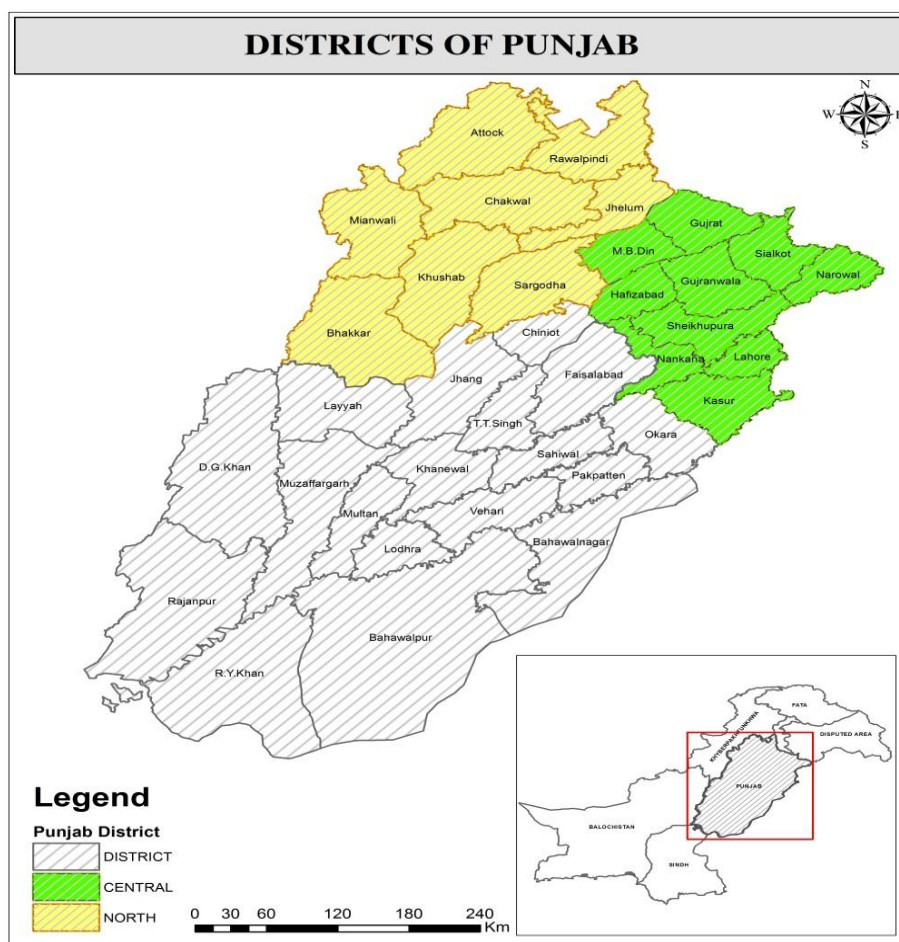 DISTRICTS OF PUNJAB
N
W
E
S
Attock
Rawalpindi
Chakwal
Jhelum
Mianwali
Gujrat
M.B.Din
Sialkot
Khushab
Narowal
Sargodha
Gujranwala
Hafizabad
Bhakkar
Sheikhupura
Chiniot
Nankana
Lahore
Faisalabad
Jhang
Kasur
Layyah
T.T.Singh
Okara
Sahiwal
D.G.Khan
Khanewal
Muzaffargarh
Pakpatten
Multan
Vehari
Bahawalnagar
Lodhra
Rajanpur
Bahawalpur
R.Y.Khan
FATA
KHYBERPAKHTUNKHWA
DISPUTED AREA
PUNJAB
BALOCHISTAN
SINDH
Legend
Punjab District
DISTRICT
CENTRAL
NORTH
0 15 30 60 120 180 240
Km